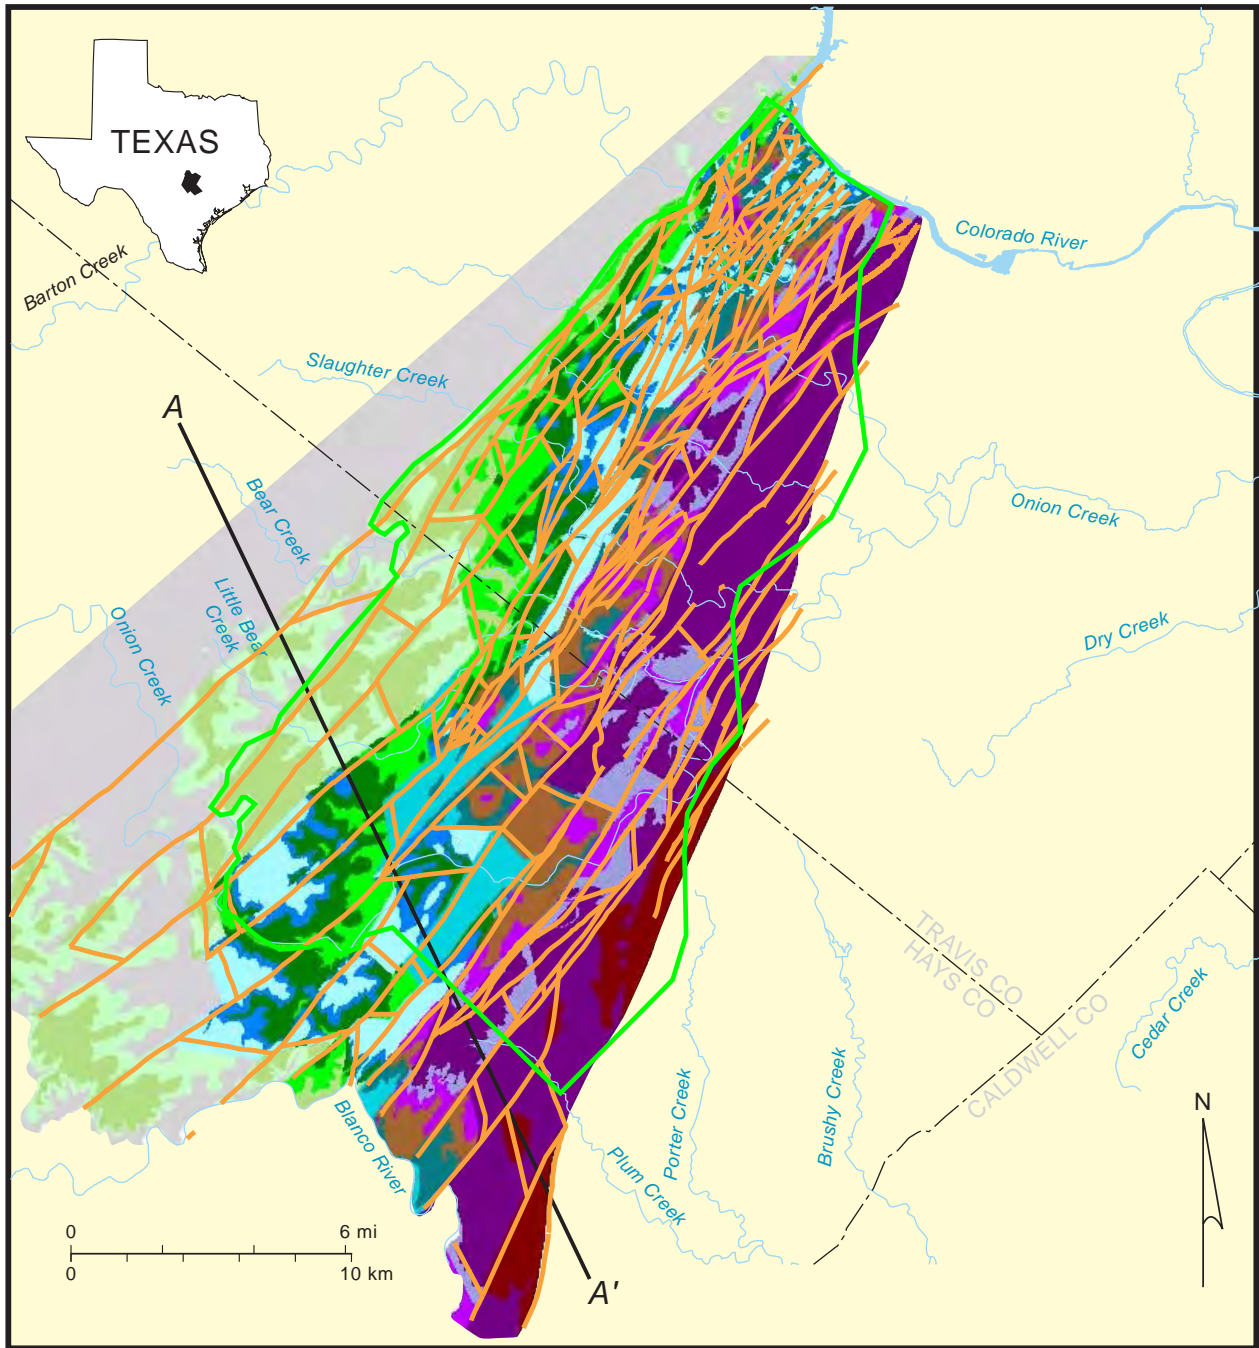 TEXAS
Barton Creek
Colorado River
Slaughter Creek
A
Bear Creek
Little Bear
Creek
Onion Creek
Onion Creek
Dry Creek
TRAVIS CO
HAYS CO
CALDWELL CO
Cedar Creek
Blanco River
Plum Creek
Porter Creek
Brushy Creek
N
0 6 mi
0 10 km
A'